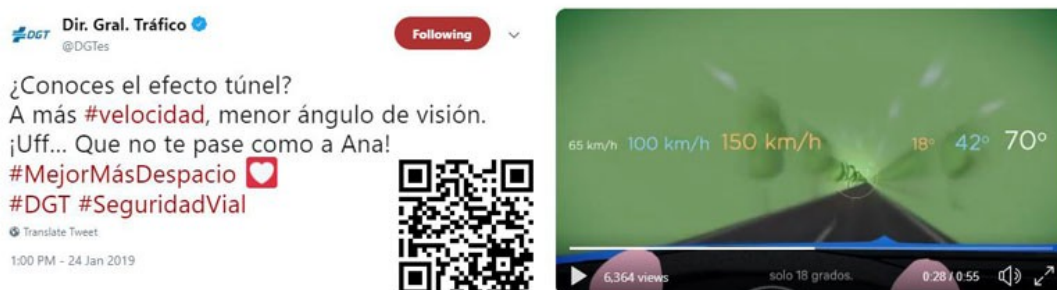 DGT
Dir. Gral. Tráfico
@DGTes
Following
¿Conoces el efecto túnel?
A más #velocidad, menor ángulo de visión.
¡Uff... Que no te pase como a Ana!
#MejorMásDespacio
#DGT #SeguridadVial
Translate Tweet
1:00 PM - 24 Jan 2019
65 km/h 100 km/h 150 km/h 18° 42° 70°
6,364 views
solo 18 grados.
0:28 / 0:55